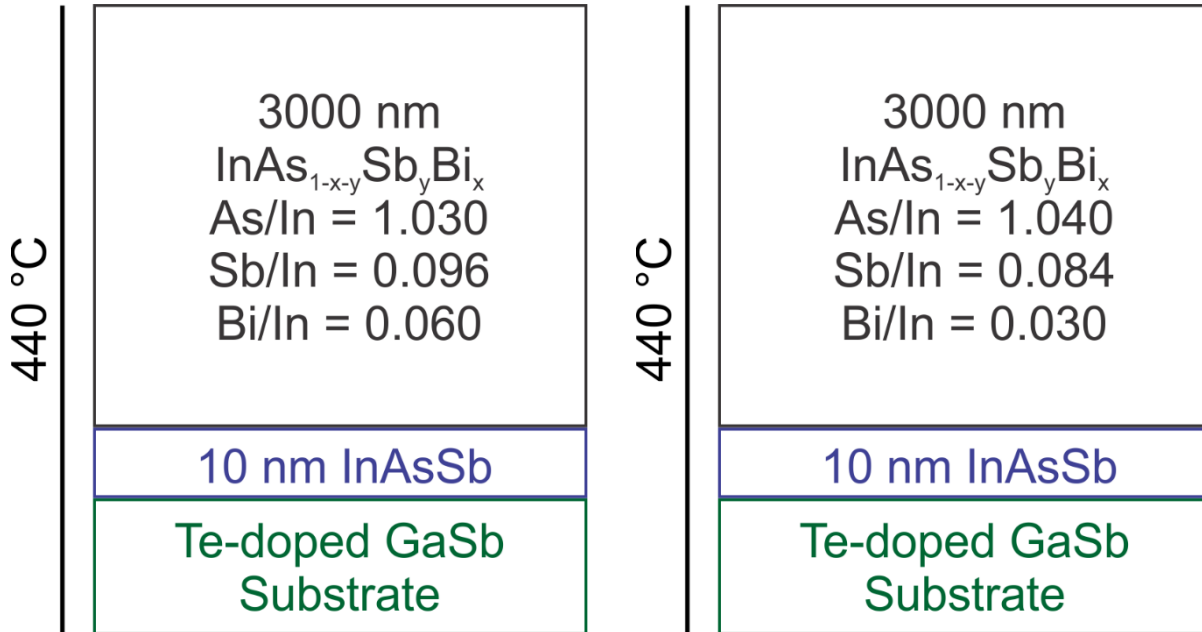 440 °C
3000 nm
InAs₁₋ₓ₋ᵧSbᵧBiₓ
As/In = 1.030
Sb/In = 0.096
Bi/In = 0.060
10 nm InAsSb
Te-doped GaSb
Substrate
440 °C
3000 nm
InAs₁₋ₓ₋ᵧSbᵧBiₓ
As/In = 1.040
Sb/In = 0.084
Bi/In = 0.030
10 nm InAsSb
Te-doped GaSb
Substrate